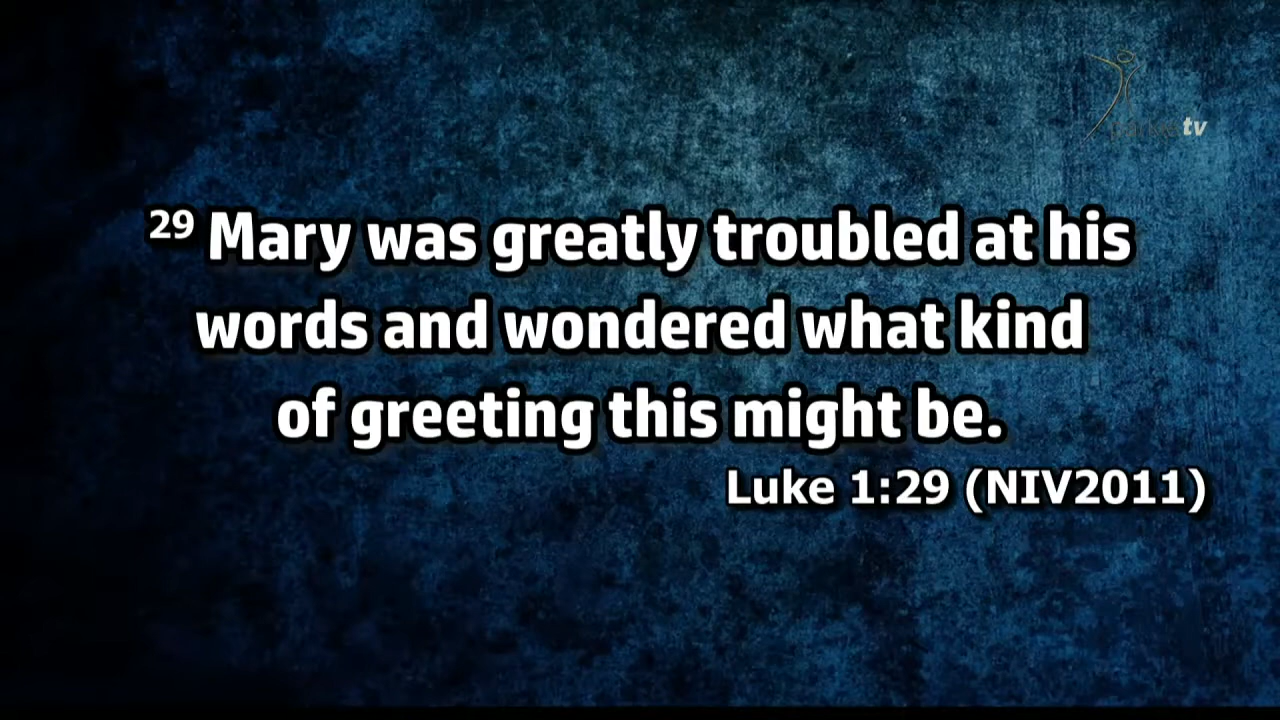 tv
29 Mary was greatly troubled at his
words and wondered what kind
of greeting this might be.
Luke 1:29 (NIV2011)